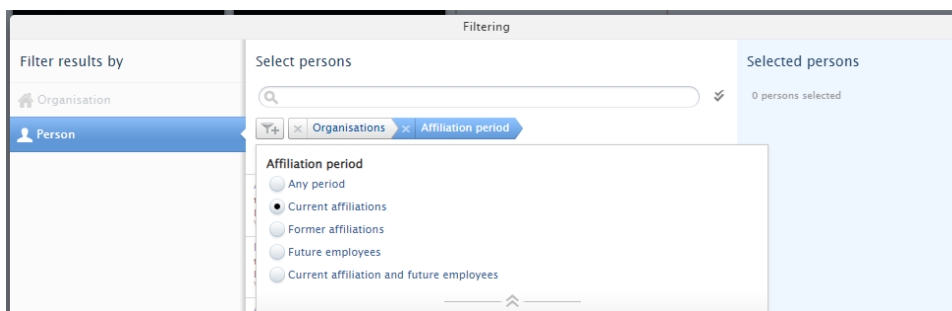 Filtering
Filter results by
Organisation
Person
Select persons
Organisations
Affiliation period
Affiliation period
Any period
Current affiliations
Former affiliations
Future employees
Current affiliation and future employees
Selected persons
0 persons selected